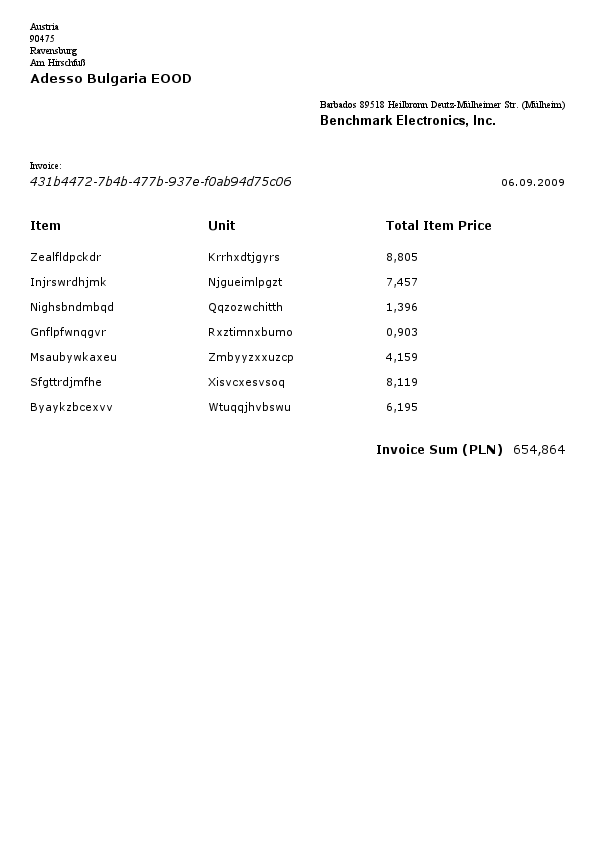 Austria
90475
Ravensburg
Am Hirschfuß
Adesso Bulgaria EOOD
Barbados 89518 Heilbronn Deutz-Mülheimer Str. (Mülheim)
Benchmark Electronics, Inc.
Invoice:
431b4472-7b4b-477b-937e-f0ab94d75c06 06.09.2009
Item Unit Total Item Price
Zealfldpckdr Krrhxdtjgyrs 8,805
Injrswrdhjmk Njgueimlpgzt 7,457
Nighsbndmbqd Qqzozwchitth 1,396
Gnflpfwnqgvr Rxztimnxbumo 0,903
Msaubywkaxeu Zmbyyzxxuzcp 4,159
Sfgttrdjmfhe Xisvcxesvsoq 8,119
Byaykzbcexvv Wtuqqjhvbswu 6,195
Invoice Sum (PLN) 654,864